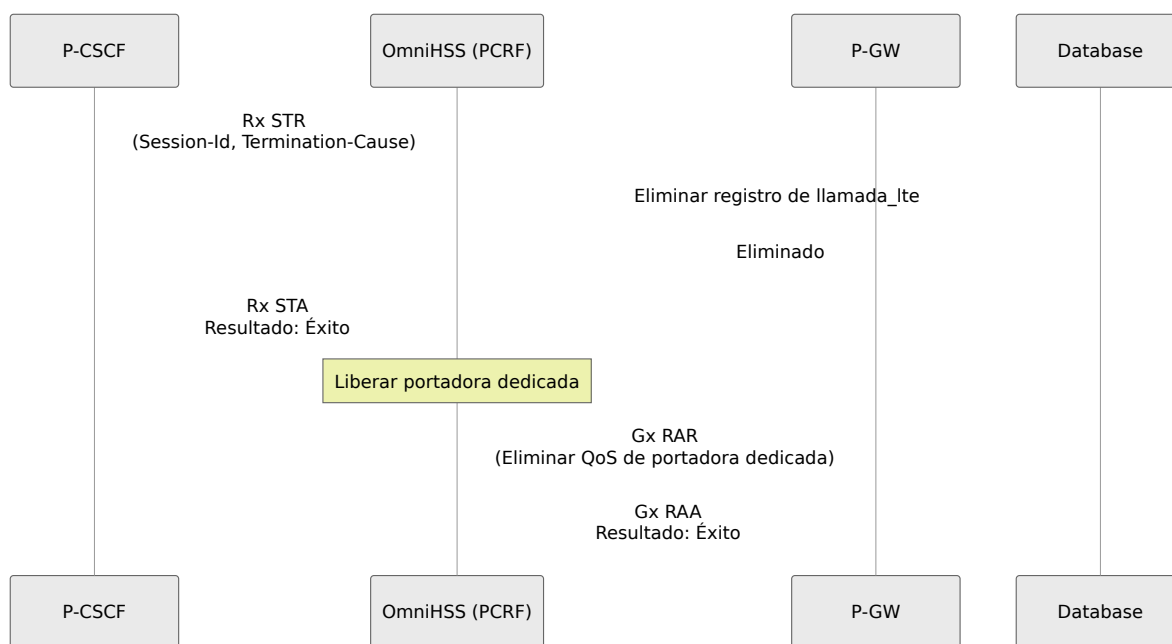 P-CSCF
OmniHSS (PCRF)
P-GW
Database
Rx STR
(Session-Id, Termination-Cause)
Eliminar registro de llamada_lte
Eliminado
Rx STA
Resultado: Éxito
Liberar portadora dedicada
Gx RAR
(Eliminar QoS de portadora dedicada)
Gx RAA
Resultado: Éxito
P-CSCF
OmniHSS (PCRF)
P-GW
Database